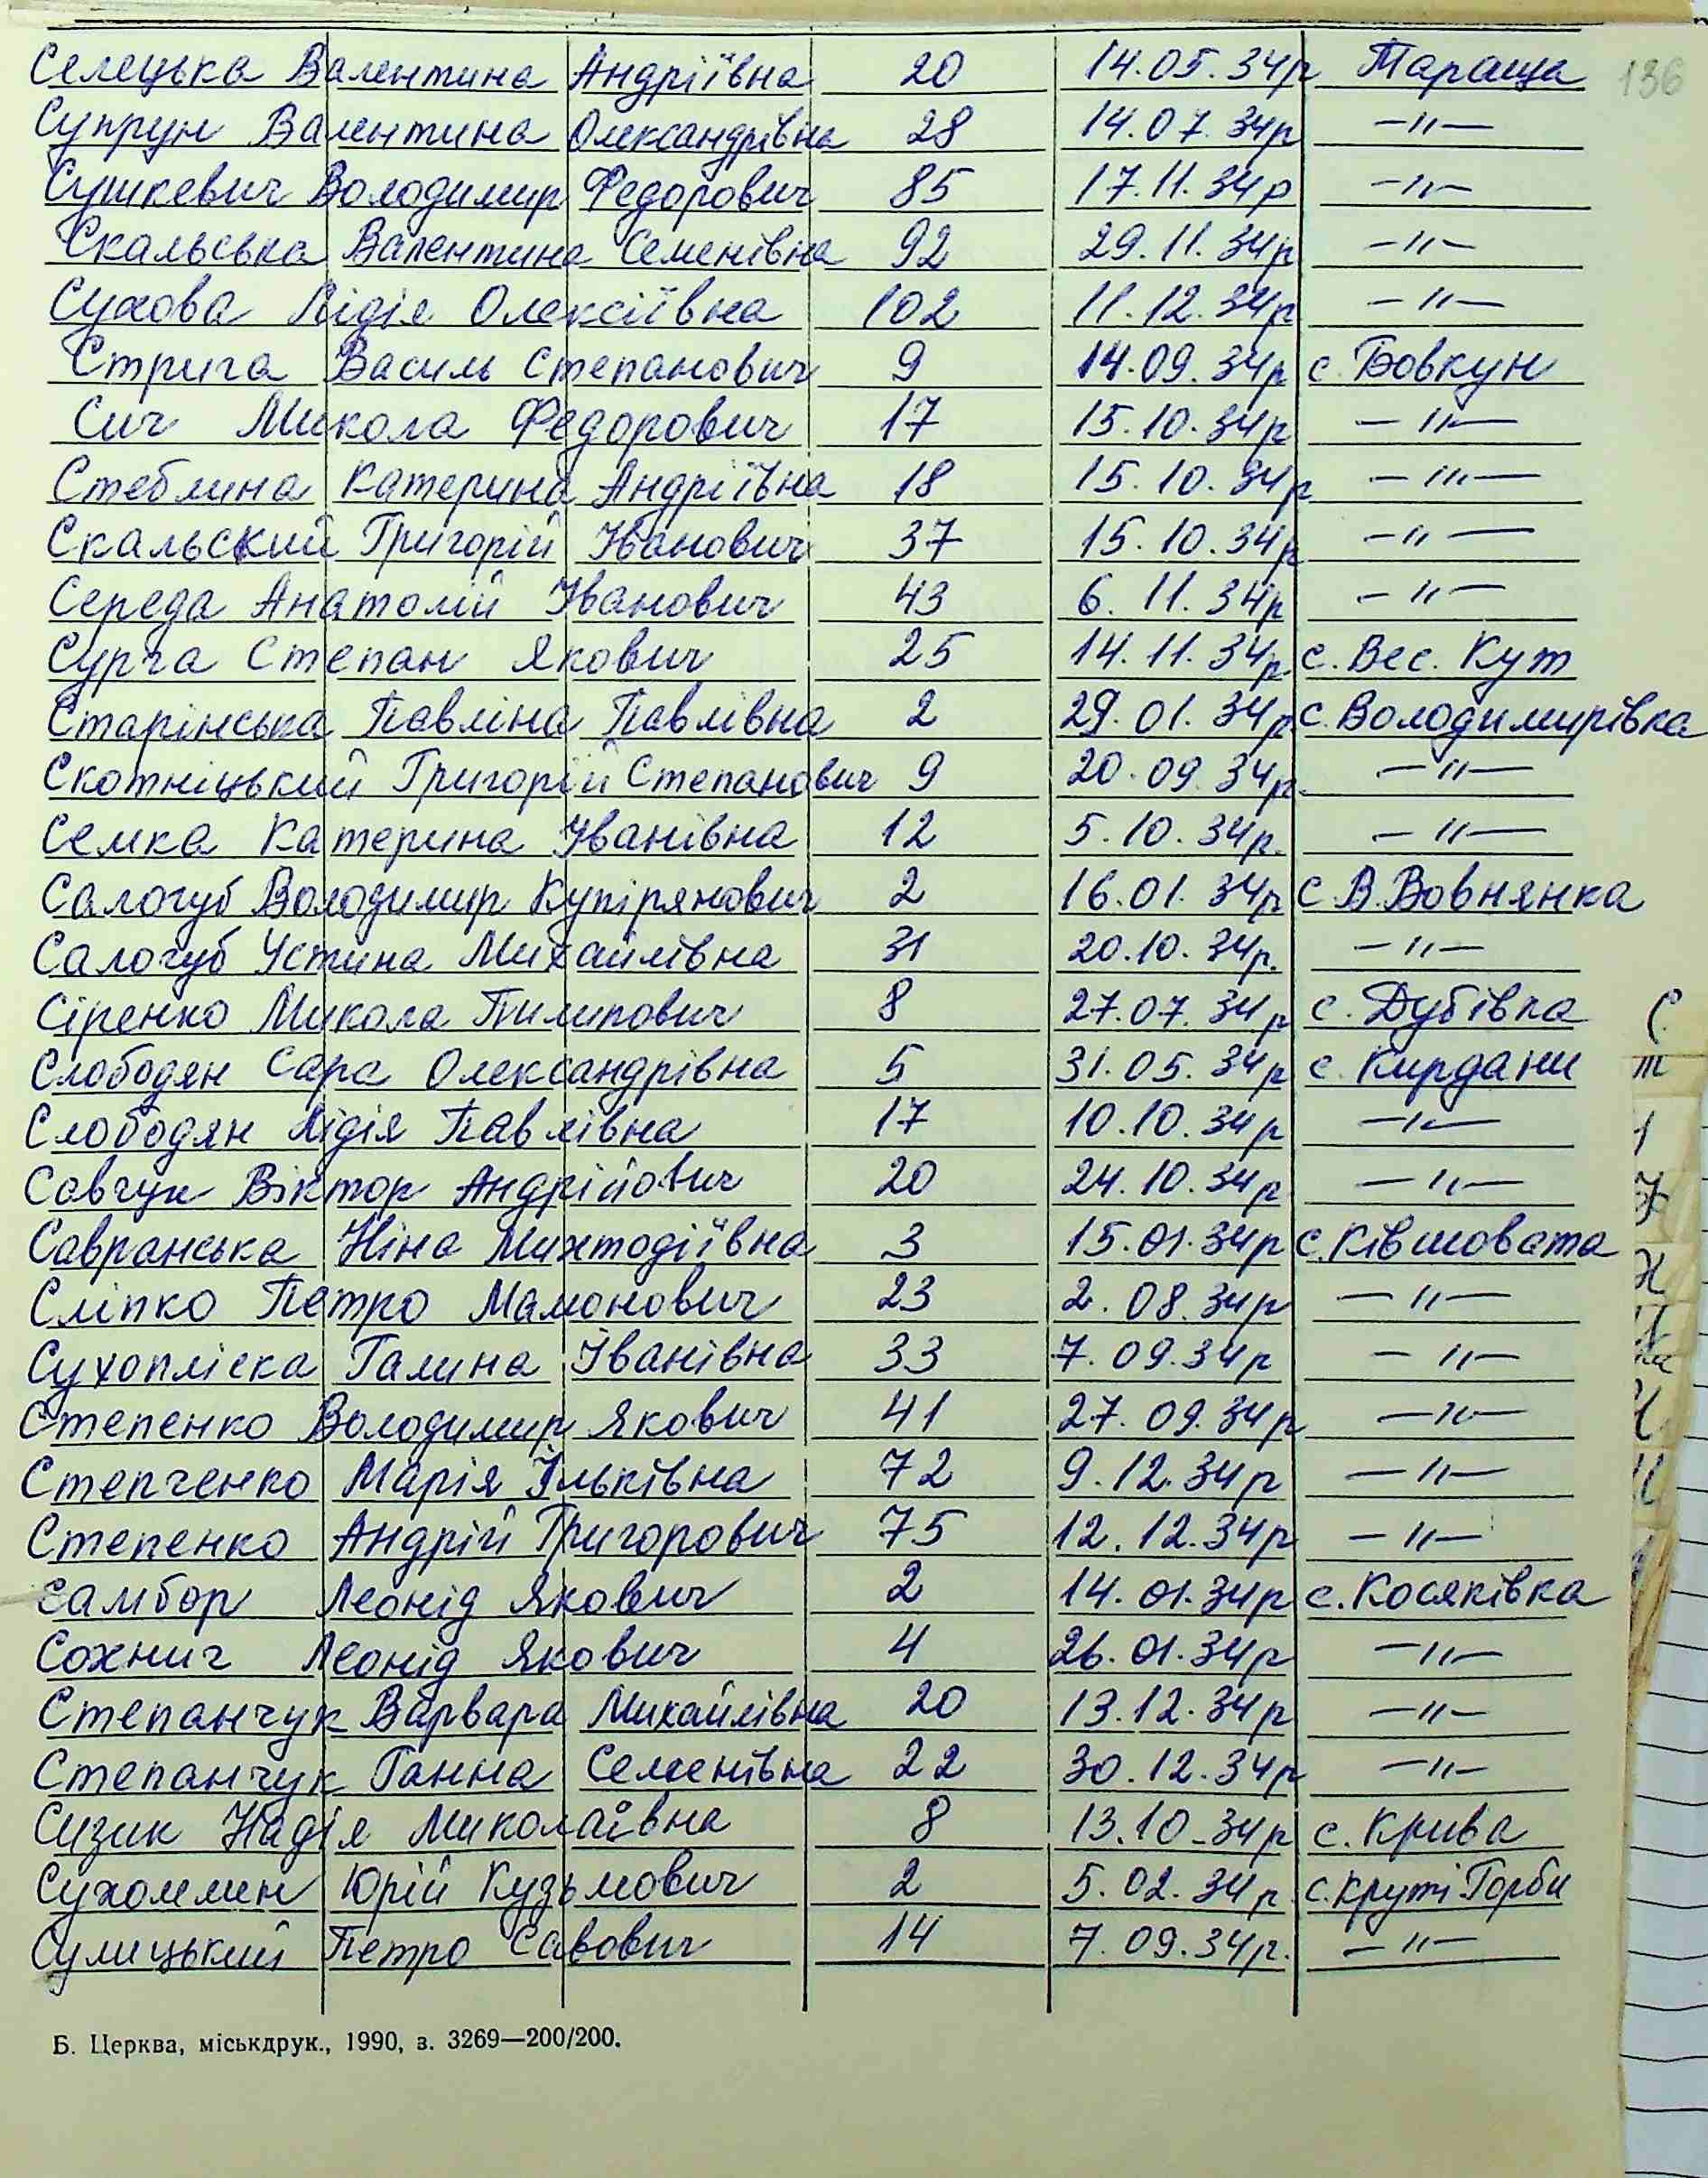 136
Селецька Валентина Андріївна 20 14.05.34р Тараща
Супрун Валентина Олександрівна 28 14.07.34р —"—
Сушкевич Володимир Федорович 85 17.11.34р —"—
Скальська Валентина Семенівна 92 29.11.34р —"—
Сухова Лідія Олексіївна 102 11.12.34р —"—
Стрига Василь Степанович 9 14.09.34р с. Бовкун
Сич Микола Федорович 17 15.10.34р —"—
Стеблина Катерина Андріївна 18 15.10.34р —"—
Скальский Григорій Іванович 37 15.10.34р —"—
Середа Анатолій Іванович 43 6.11.34р —"—
Сурга Степан Якович 25 14.11.34р. с. Вес. Кут
Старінська Павліна Павлівна 2 29.01.34р с. Володимирівка
Скотніцький Григорій Степанович 9 20.09.34р. —"—
Семка Катерина Іванівна 12 5.10.34р. —"—
Салогуб Володимир Купірянович 2 16.01.34р с В.Вовнянка
Салогуб Устина Михайлівна 31 20.10.34р. —"—
Сіренко Микола Пилипович 8 27.07.34р с. Дубівка
Слободян Сара Олександрівна 5 31.05.34р с. Кирдани
Слободян Лідія Павлівна 17 10.10.34р —"—
Савчук Віктор Андрійович 20 24.10.34р —"—
Савранська Ніна Михтодіївна 3 15.01.34р с.Ківшовата
Сліпко Петро Мамонович 23 2.08.34р —"—
Сухопліска Галина Іванівна 33 7.09.34р —"—
Степенко Володимир Якович 41 27.09.34р —"—
Степченко Марія Ільківна 72 9.12.34р —"—
Степенко Андрій Григорович 75 12.12.34р —"—
Самбор Леонід Якович 2 14.01.34р с.Косяківка
Сохнич Леонід Якович 4 26.01.34р —"—
Степанчук Варвара Михайлівна 20 13.12.34р —"—
Степанчук Ганна Семенівна 22 30.12.34р —"—
Сизик Надія Миколаївна 8 13.10.34р с. Крива
Сухомлин Юрій Кузьмович 2 5.02.34р. с.Круті Горби
Сулицький Петро Савович 14 7.09.34р. —"—
Б. Церква, міськдрук., 1990, з. 3269—200/200.